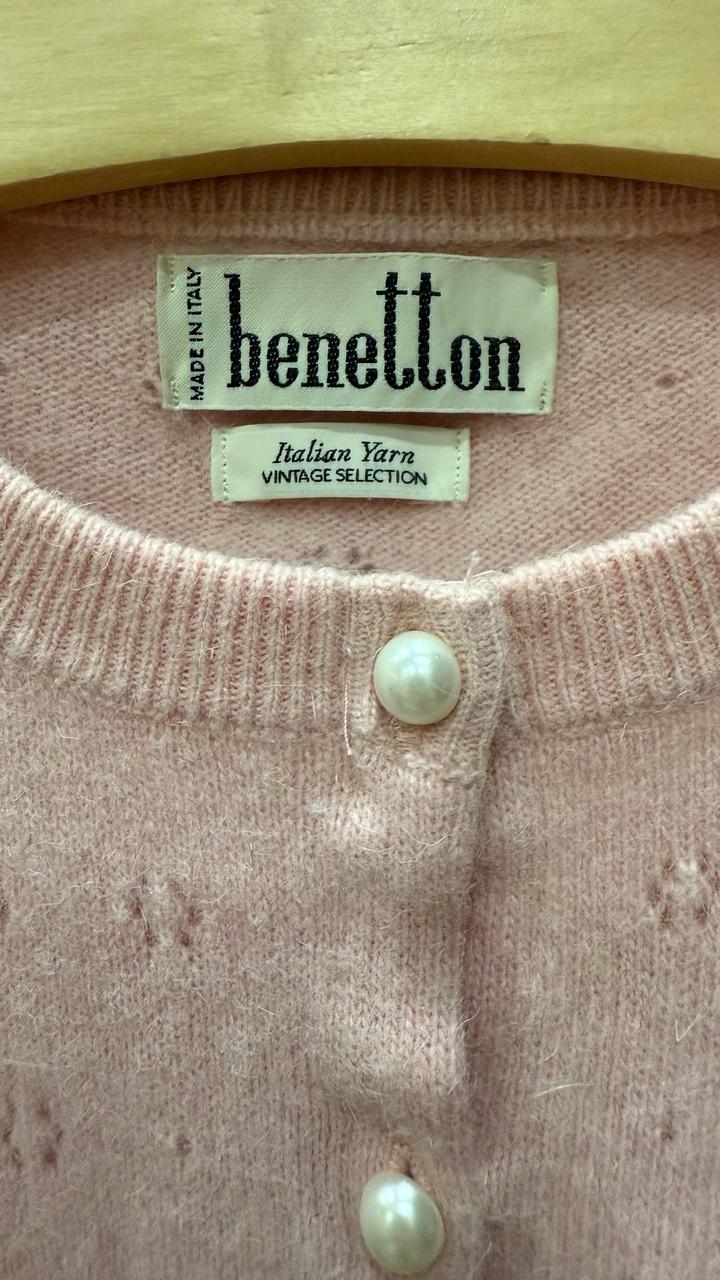 MADE IN ITALY
benetton
Italian Yarn
VINTAGE SELECTION